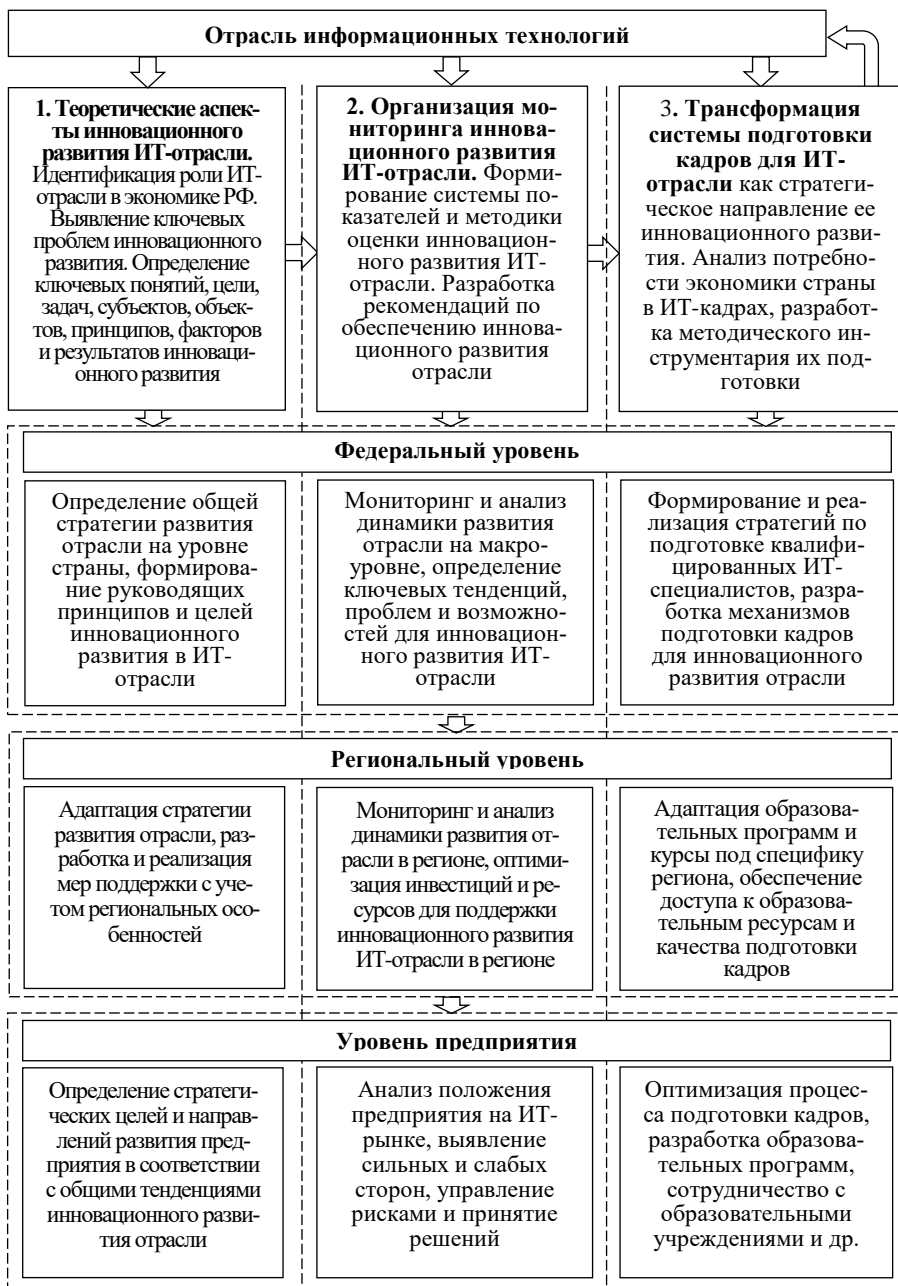 Отрасль информационных технологий
1. Теоретические аспек-
ты инновационного
развития ИТ-отрасли.
Идентификация роли ИТ-
отрасли в экономике РФ.
Выявление ключевых
проблем инновационного
развития. Определение
ключевых понятий, цели,
задач, субъектов, объек-
тов, принципов, факторов
и результатов инноваци-
онного развития
2. Организация мо-
ниторинга иннова-
ционного развития
ИТ-отрасли. Форми-
рование системы по-
казателей и методики
оценки инновацион-
ного развития ИТ-
отрасли. Разработка
рекомендаций по
обеспечению иннова-
ционного развития
отрасли
3. Трансформация
системы подготовки
кадров для ИТ-
отрасли как стратеги-
ческое направление ее
инновационного разви-
тия. Анализ потребно-
сти экономики страны
в ИТ-кадрах, разработ-
ка методического ин-
струментария их под-
готовки
Федеральный уровень
Определение общей
стратегии развития
отрасли на уровне
страны, формирова-
ние руководящих
принципов и целей
инновационного
развития в ИТ-
отрасли
Мониторинг и анализ
динамики развития
отрасли на макро-
уровне, определение
ключевых тенденций,
проблем и возможно-
стей для инновацион-
ного развития ИТ-
отрасли
Формирование и ре-
ализация стратегий по
подготовке квалифи-
цированных ИТ-
специалистов, разра-
ботка механизмов
подготовки кадров
для инновационного
развития отрасли
Региональный уровень
Адаптация стратегии
развития отрасли, раз-
работка и реализация
мер поддержки с уче-
том региональных осо-
бенностей
Мониторинг и анализ
динамики развития от-
расли в регионе, оптими-
зация инвестиций и ре-
сурсов для поддержки
инновационного развития
ИТ-отрасли в регионе
Адаптация образова-
тельных программ и
курсы под специфику
региона, обеспечение
доступа к образова-
тельным ресурсам и
качества подготовки
кадров
Уровень предприятия
Определение стратеги-
ческих целей и направ-
лений развития пред-
приятия в соответствии
с общими тенденциями
инновационного разви-
тия отрасли
Анализ положения
предприятия на ИТ-
рынке, выявление
сильных и слабых
сторон, управление
рисками и принятие
решений
Оптимизация процес-
са подготовки кадров,
разработка образова-
тельных программ,
сотрудничество с
образовательными
учреждениями и др.